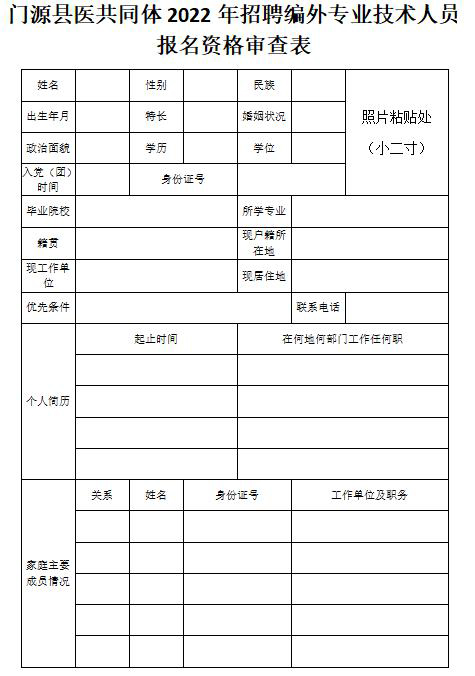 门源县医共同体 2022 年招聘编外专业技术人员
报名资格审查表
姓名 性别 民族
照片粘贴处
（小二寸）
出生年月 特长 婚姻状况
政治面貌 学历 学位
入党（团）
时间
身份证号
毕业院校 所学专业
籍贯
现户籍所
在地
现工作单
位
现居住地
优先条件 联系电话
个人简历
起止时间 在何地何部门工作任何职
家庭主要
成员情况
关系 姓名 身份证号 工作单位及职务